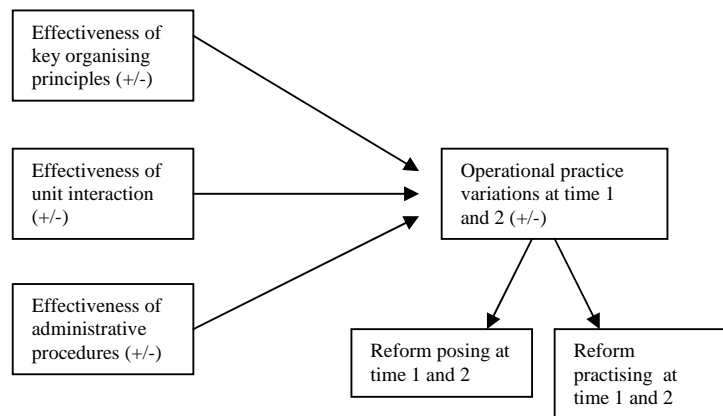 Effectiveness of
key organising
principles (+/-)
Effectiveness of
unit interaction
(+/-)
Operational practice
variations at time 1
and 2 (+/-)
Effectiveness of
administrative
procedures (+/-)
Reform posing at
time 1 and 2
Reform
practising at
time 1 and 2